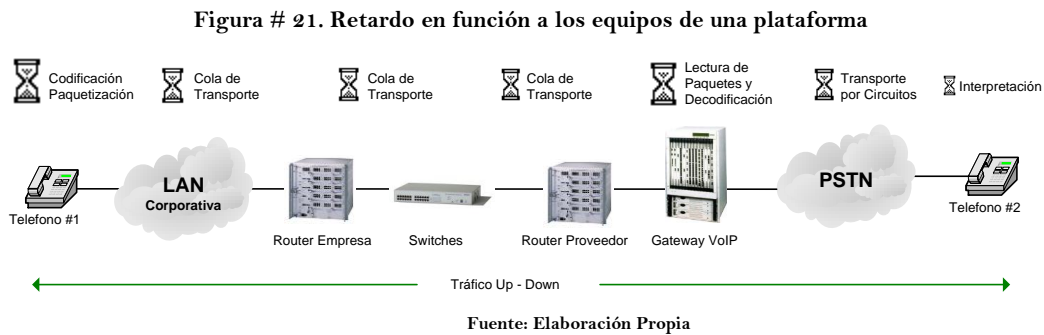 Figura # 21. Retardo en función a los equipos de una plataforma
Codificación
Paquetización
Cola de
Transporte
Cola de
Transporte
Cola de
Transporte
Lectura de
Paquetes y
Decodificación
Transporte
por Circuitos
Interpretación
LAN
Corporativa
PSTN
Telefono #1
Router Empresa
Switches
Router Proveedor
Gateway VoIP
Telefono #2
Tráfico Up - Down
Fuente: Elaboración Propia